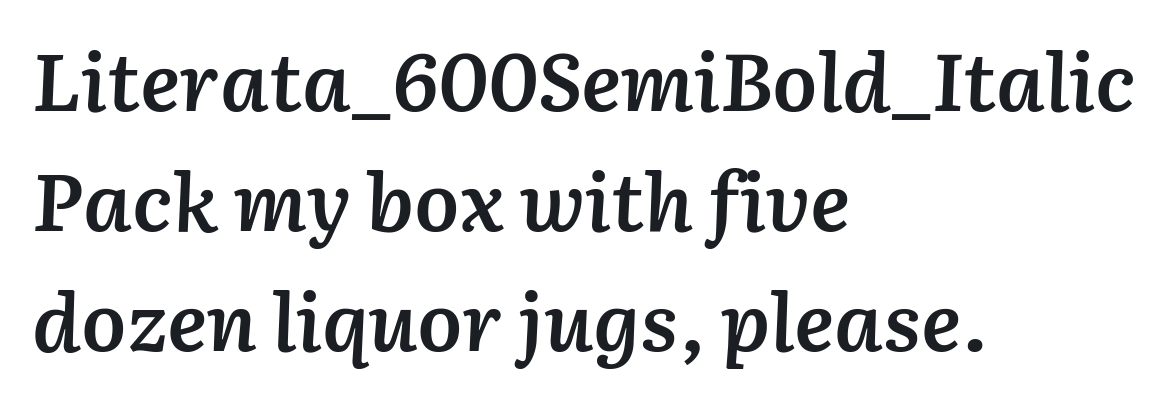 Literata_600SemiBold_Italic
Pack my box with five
dozen liquor jugs, please.